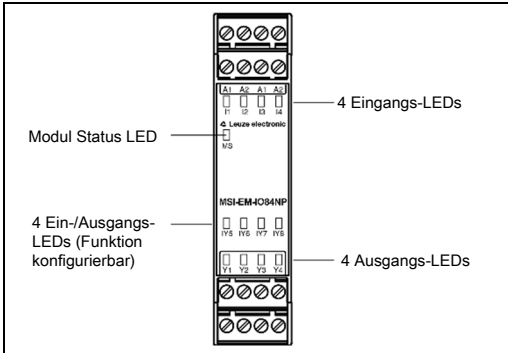 A1 A2 A1 A2
I1 I2 I3 I4
4 Eingangs-LEDs
Leuze electronic
Modul Status LED
MS
MSI-EM-IO84NP
4 Ein-/Ausgangs-
LEDs (Funktion
konfigurierbar)
IY5 IY6 IY7 IY8
4 Ausgangs-LEDs
Y1 Y2 Y3 Y4